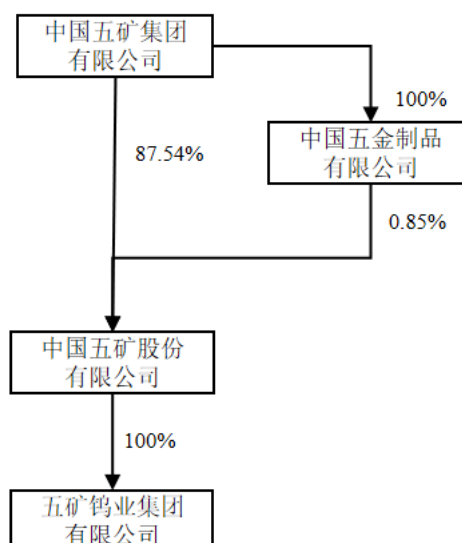 中国五矿集团
有限公司
100%
87.54%
中国五金制品
有限公司
0.85%
中国五矿股份
有限公司
100%
五矿钨业集团
有限公司